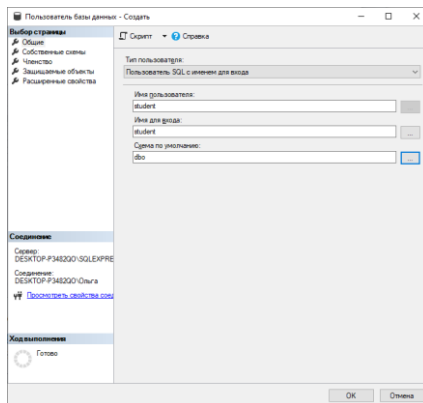 Пользователь базы данных - Создать
Выбор страницы
Общие
Собственные схемы
Членство
Защищаемые объекты
Расширенные свойства
Скрипт
Справка
Тип пользователя:
Пользователь SQL с именем для входа
Имя пользователя:
student
...
Имя для входа:
student
...
Схема по умолчанию:
dbo
...
Соединение
Сервер:
DESKTOP-P3482QO\SQLEXPRE
Соединение:
DESKTOP-P3482QO\Ольга
Просмотреть свойства соед
Ход выполнения
Готово
OK
Отмена